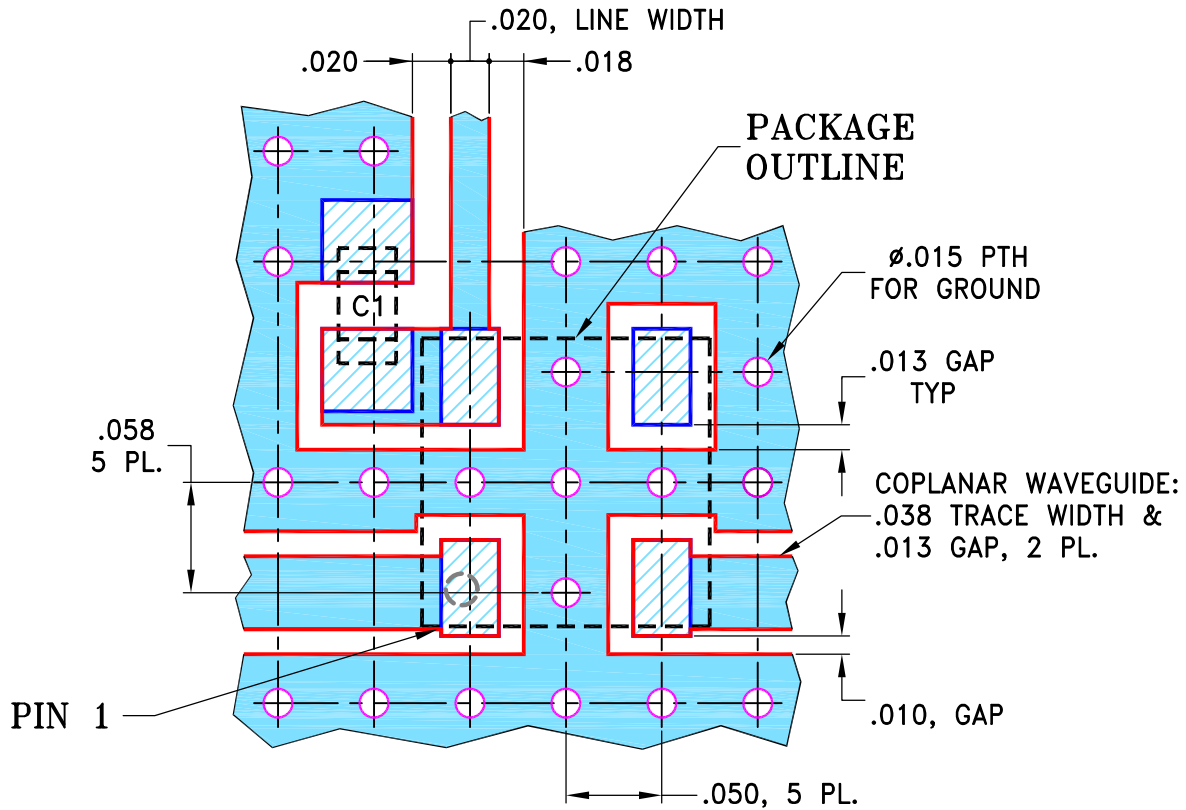 .020, LINE WIDTH
.020
.018
PACKAGE
OUTLINE
ø.015 PTH
FOR GROUND
C1
.013 GAP
TYP
.058
5 PL.
COPLANAR WAVEGUIDE:
.038 TRACE WIDTH &
.013 GAP, 2 PL.
PIN 1
.010, GAP
.050, 5 PL.